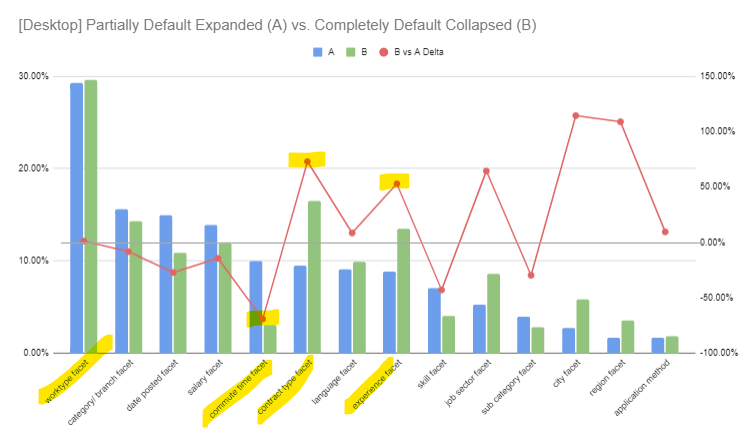 [Desktop] Partially Default Expanded (A) vs. Completely Default Collapsed (B)
A B B vs A Delta
30.00% 150.00%
100.00%
20.00%
50.00%
10.00% 0.00%
-50.00%
0.00% -100.00%
worktype facet
category/ branch facet
date posted facet
salary facet
commute time facet
contract type facet
language facet
experience facet
skill facet
job sector facet
sub category facet
city facet
region facet
application method